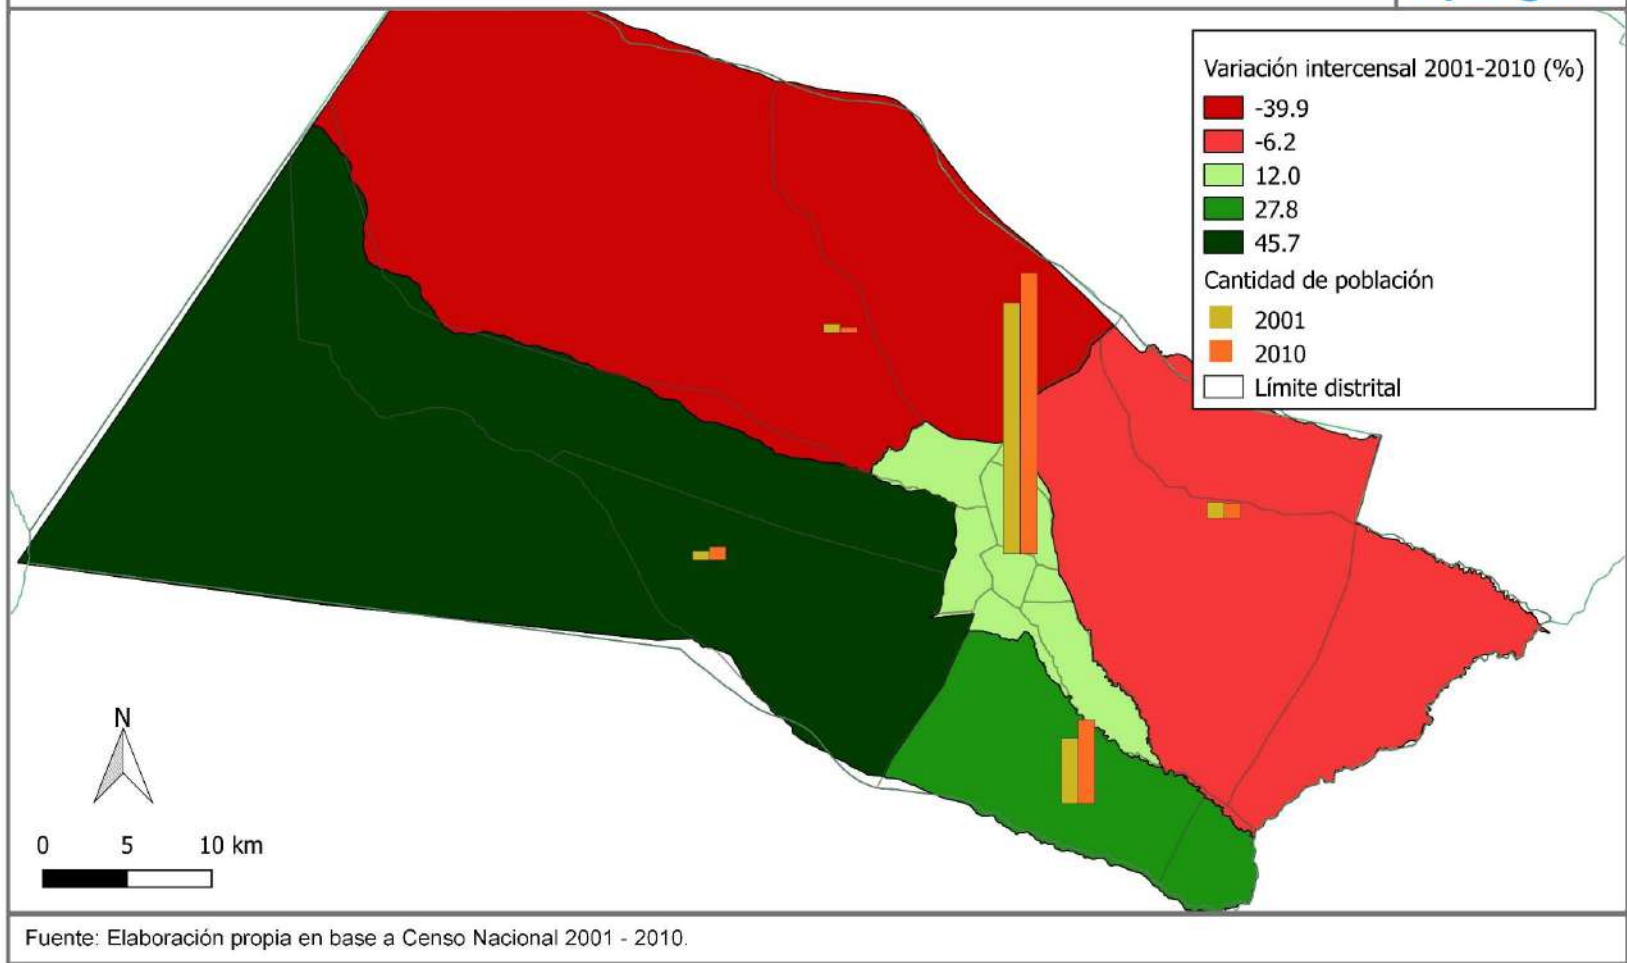 Variación intercensal 2001-2010 (%)
-39.9
-6.2
12.0
27.8
45.7
Cantidad de población
2001
2010
Límite distrital
N
0 5 10 km
Fuente: Elaboración propia en base a Censo Nacional 2001 - 2010.